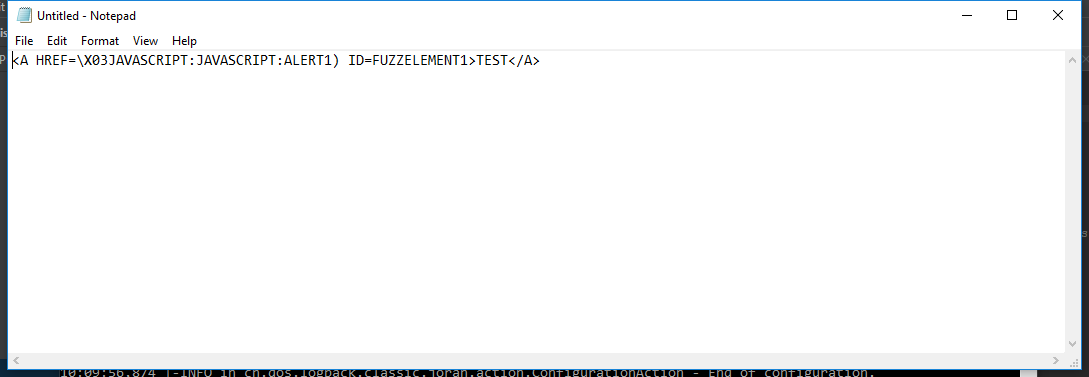 Untitled - Notepad
File Edit Format View Help
<A HREF=\X03JAVASCRIPT:JAVASCRIPT:ALERT1) ID=FUZZELEMENT1>TEST</A>
10:09:56.874 |-INFO in ch.qos.logback.classic.joran.action.ConfigurationAction - End of configuration.